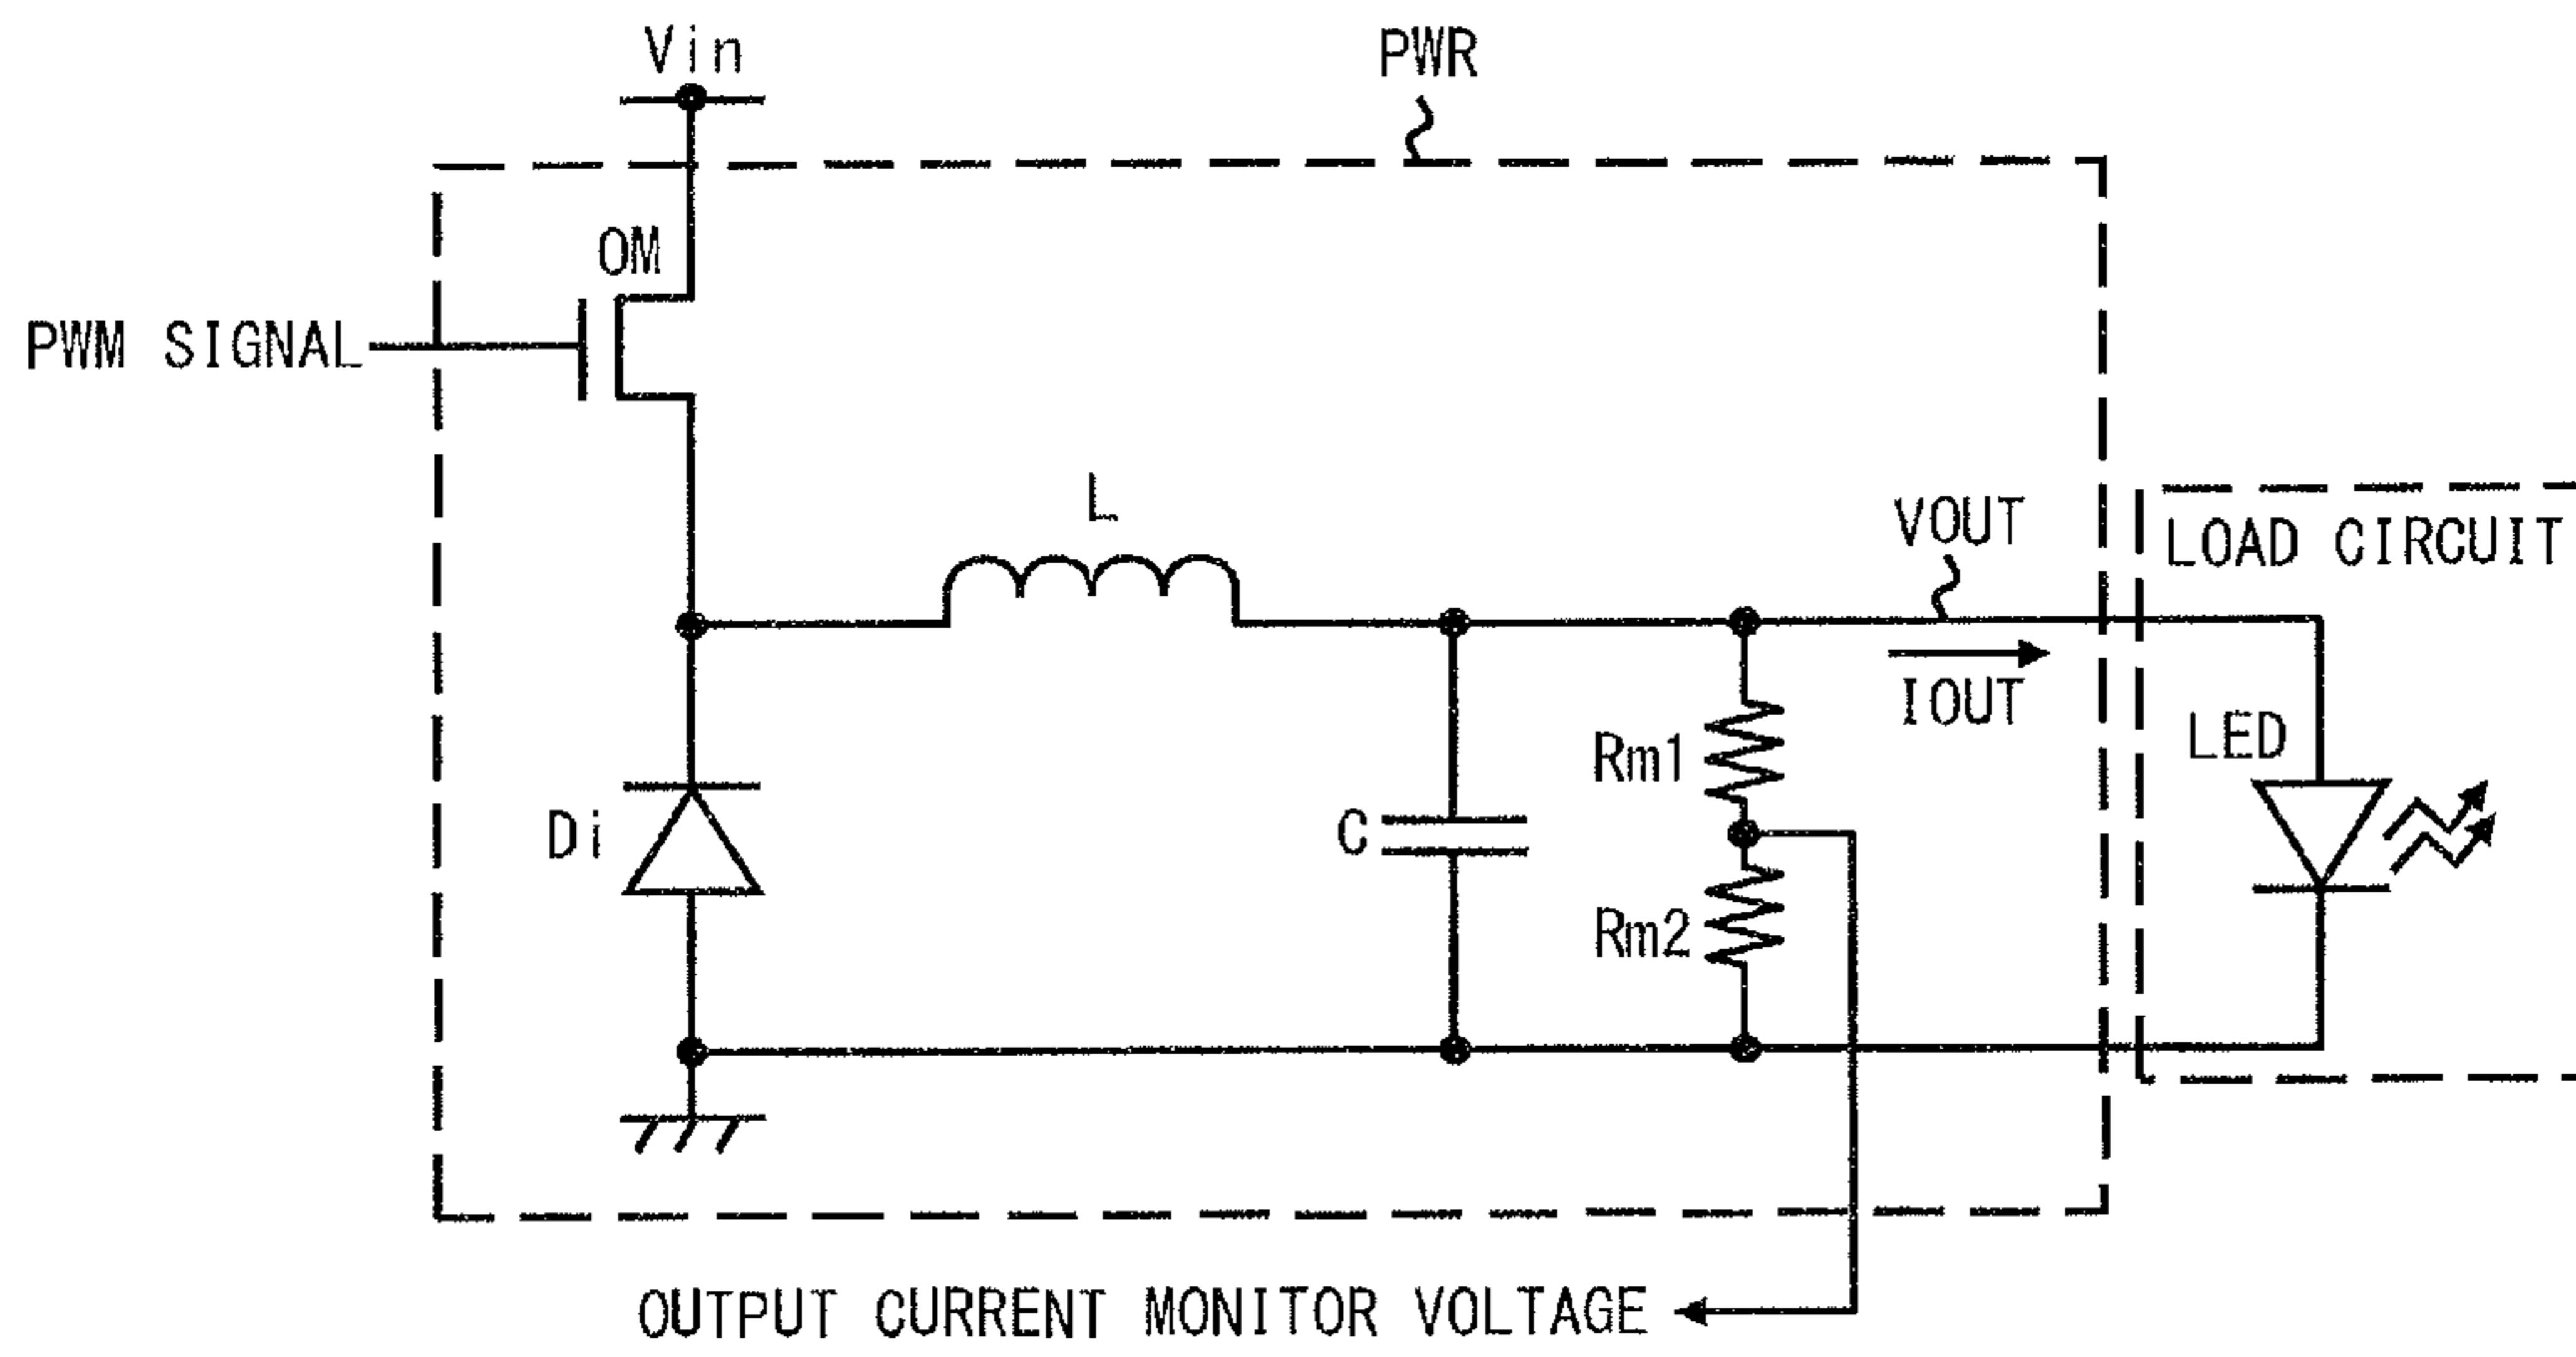 Vin
PWR
OM
PWM SIGNAL
L
VOUT
LOAD CIRCUIT
IOUT
LED
Rm1
Di
C
Rm2
OUTPUT CURRENT MONITOR VOLTAGE